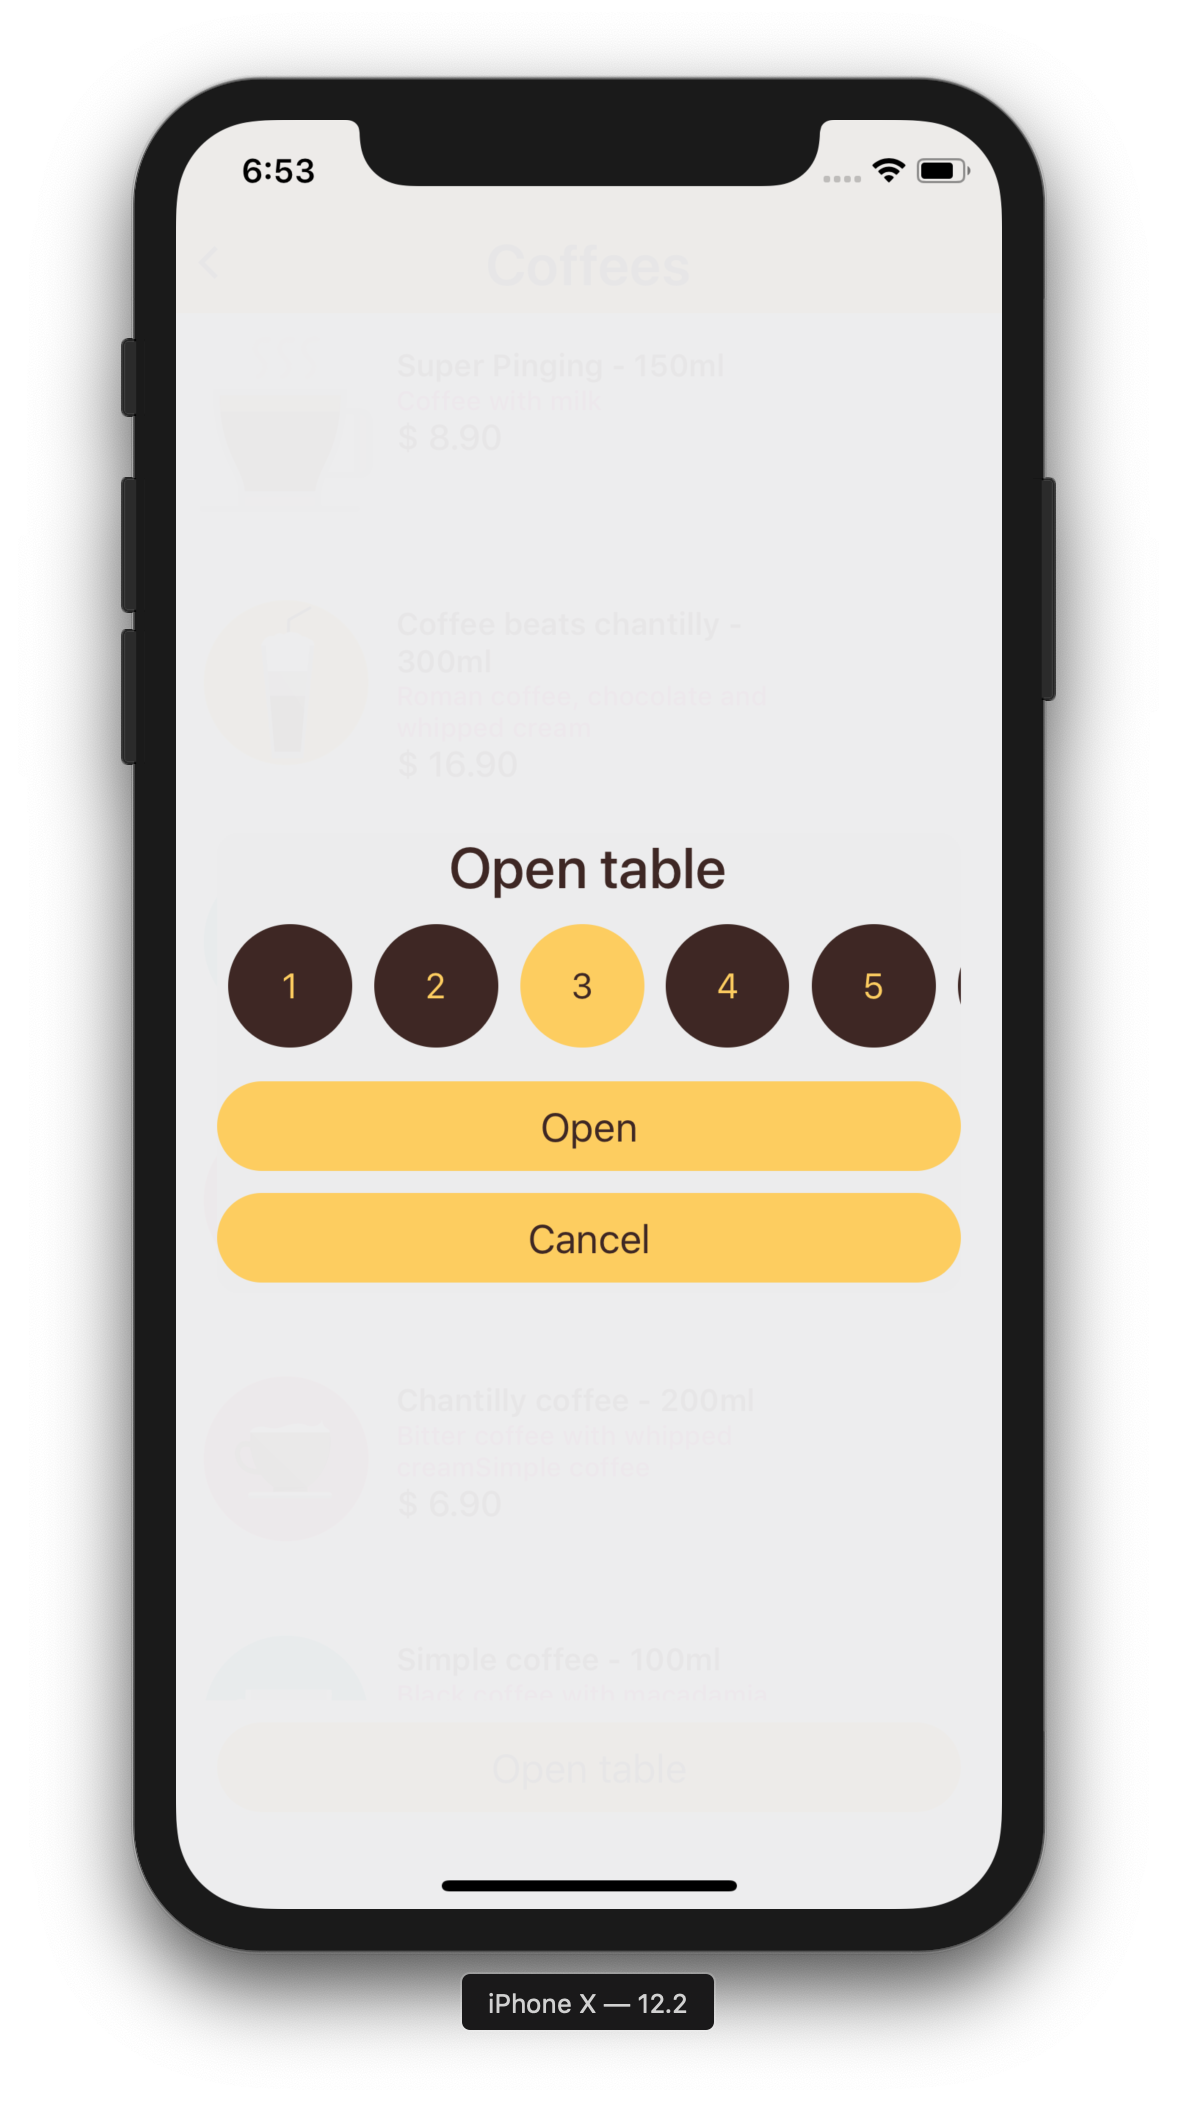 6:53
Coffees
Super Pinging - 150ml
Coffee with milk
$ 8.90
Coffee beats chantilly -
300ml
Roman coffee, chocolate and
whipped cream
$ 16.90
Open table
1 2 3 4 5
Open
Cancel
Chantilly coffee - 200ml
Bitter coffee with whipped
creamSimple coffee
$ 6.90
Simple coffee - 100ml
Black coffee with macadamia
Open table
iPhone X — 12.2